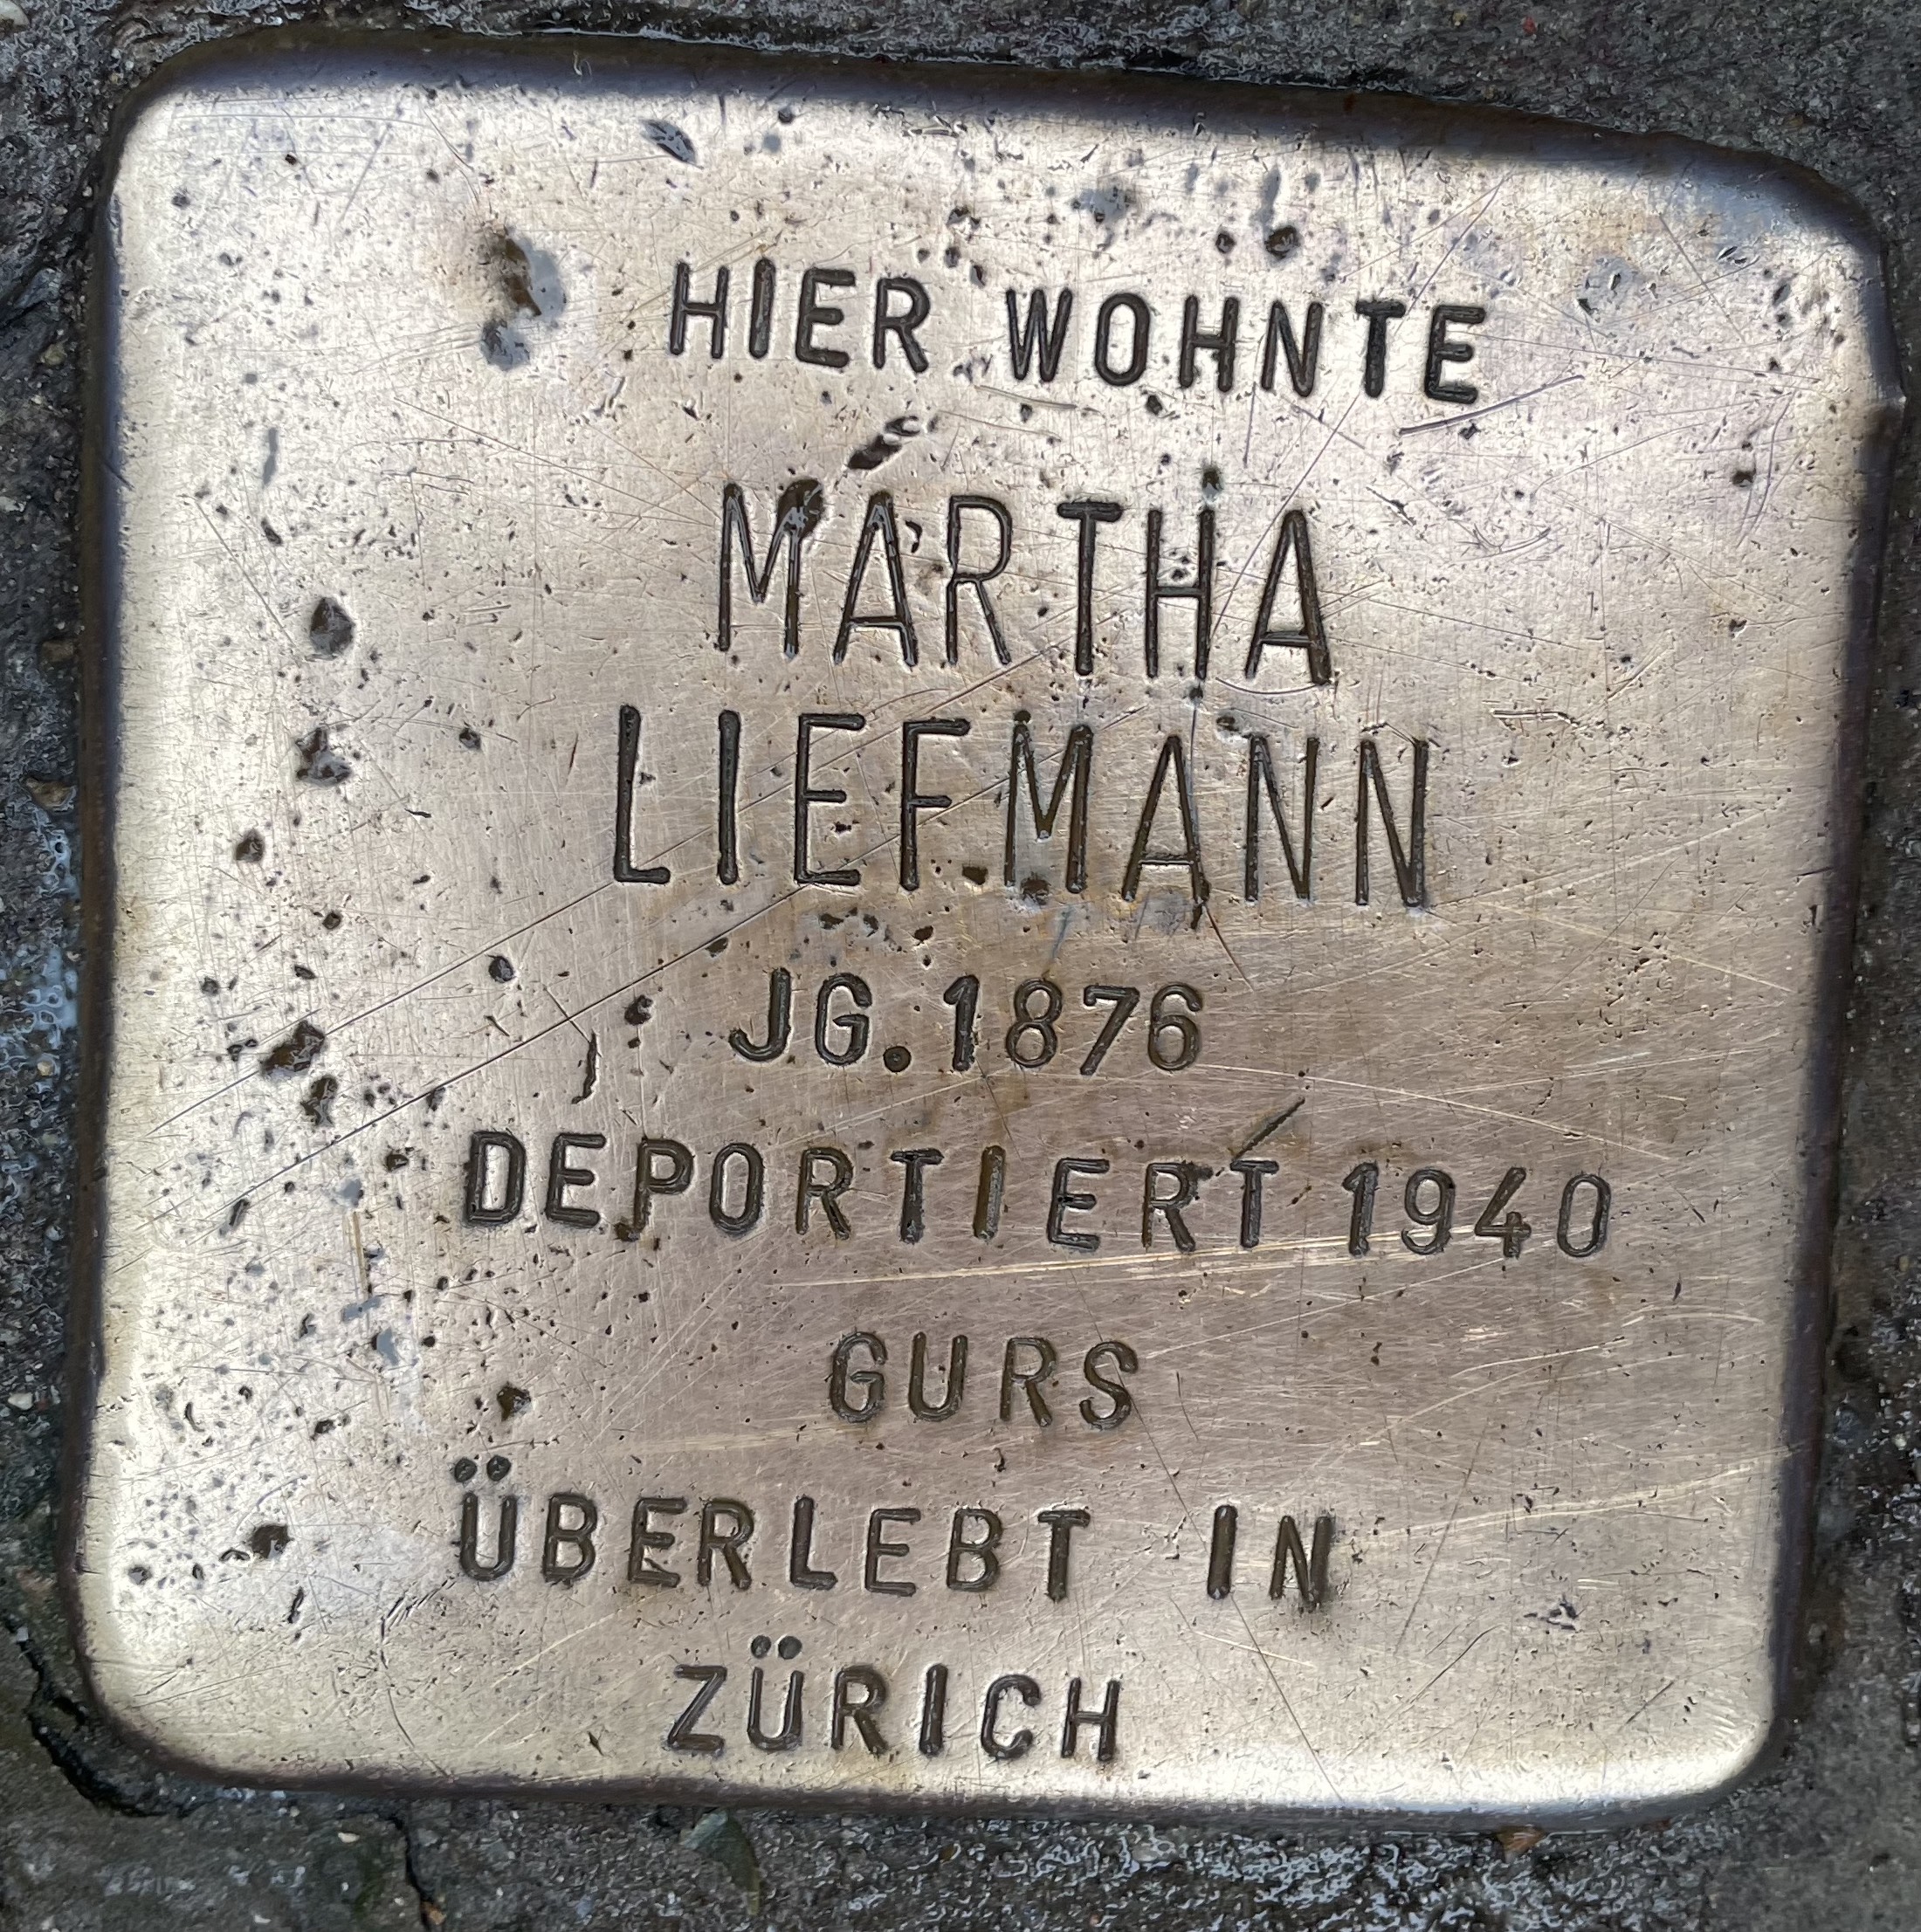 HIER WOHNTE
MARTHA
LIEFMANN
JG. 1876
DEPORTIERT 1940
GURS
ÜBERLEBT IN
ZÜRICH